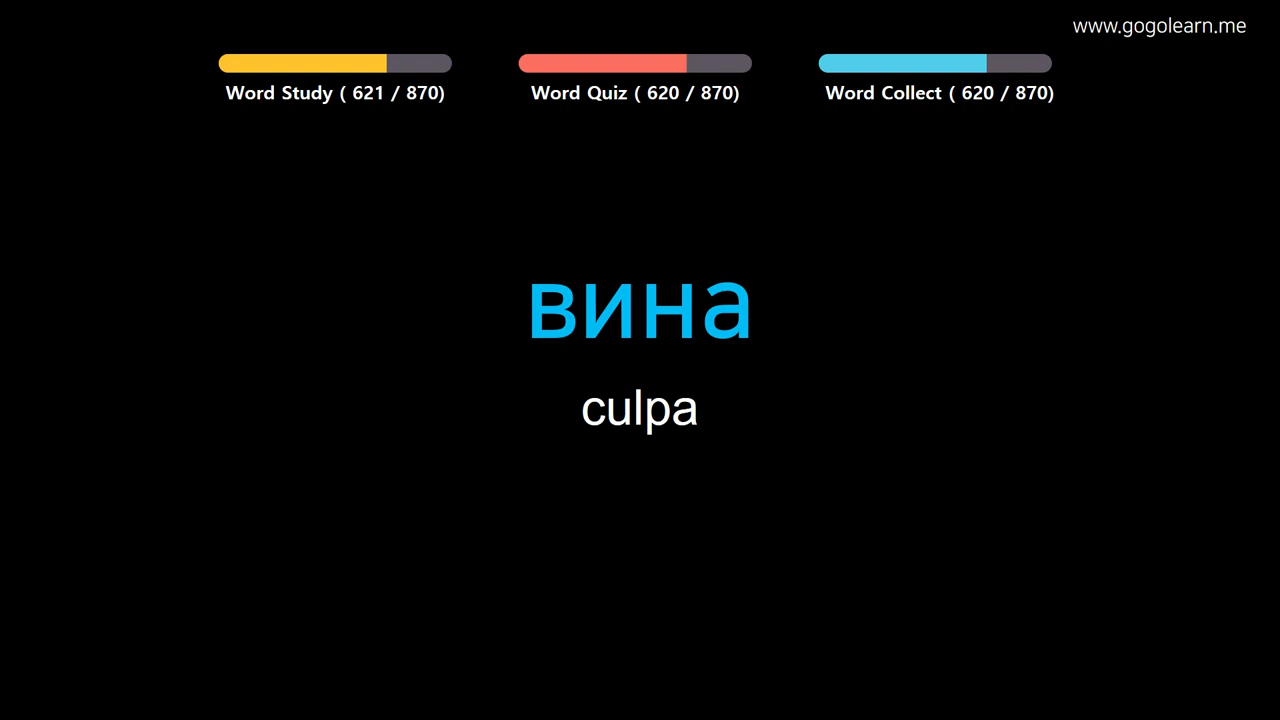 www.gogolearn.me
Word Study ( 621 / 870)
Word Quiz ( 620 / 870)
Word Collect ( 620 / 870)
вина
culpa